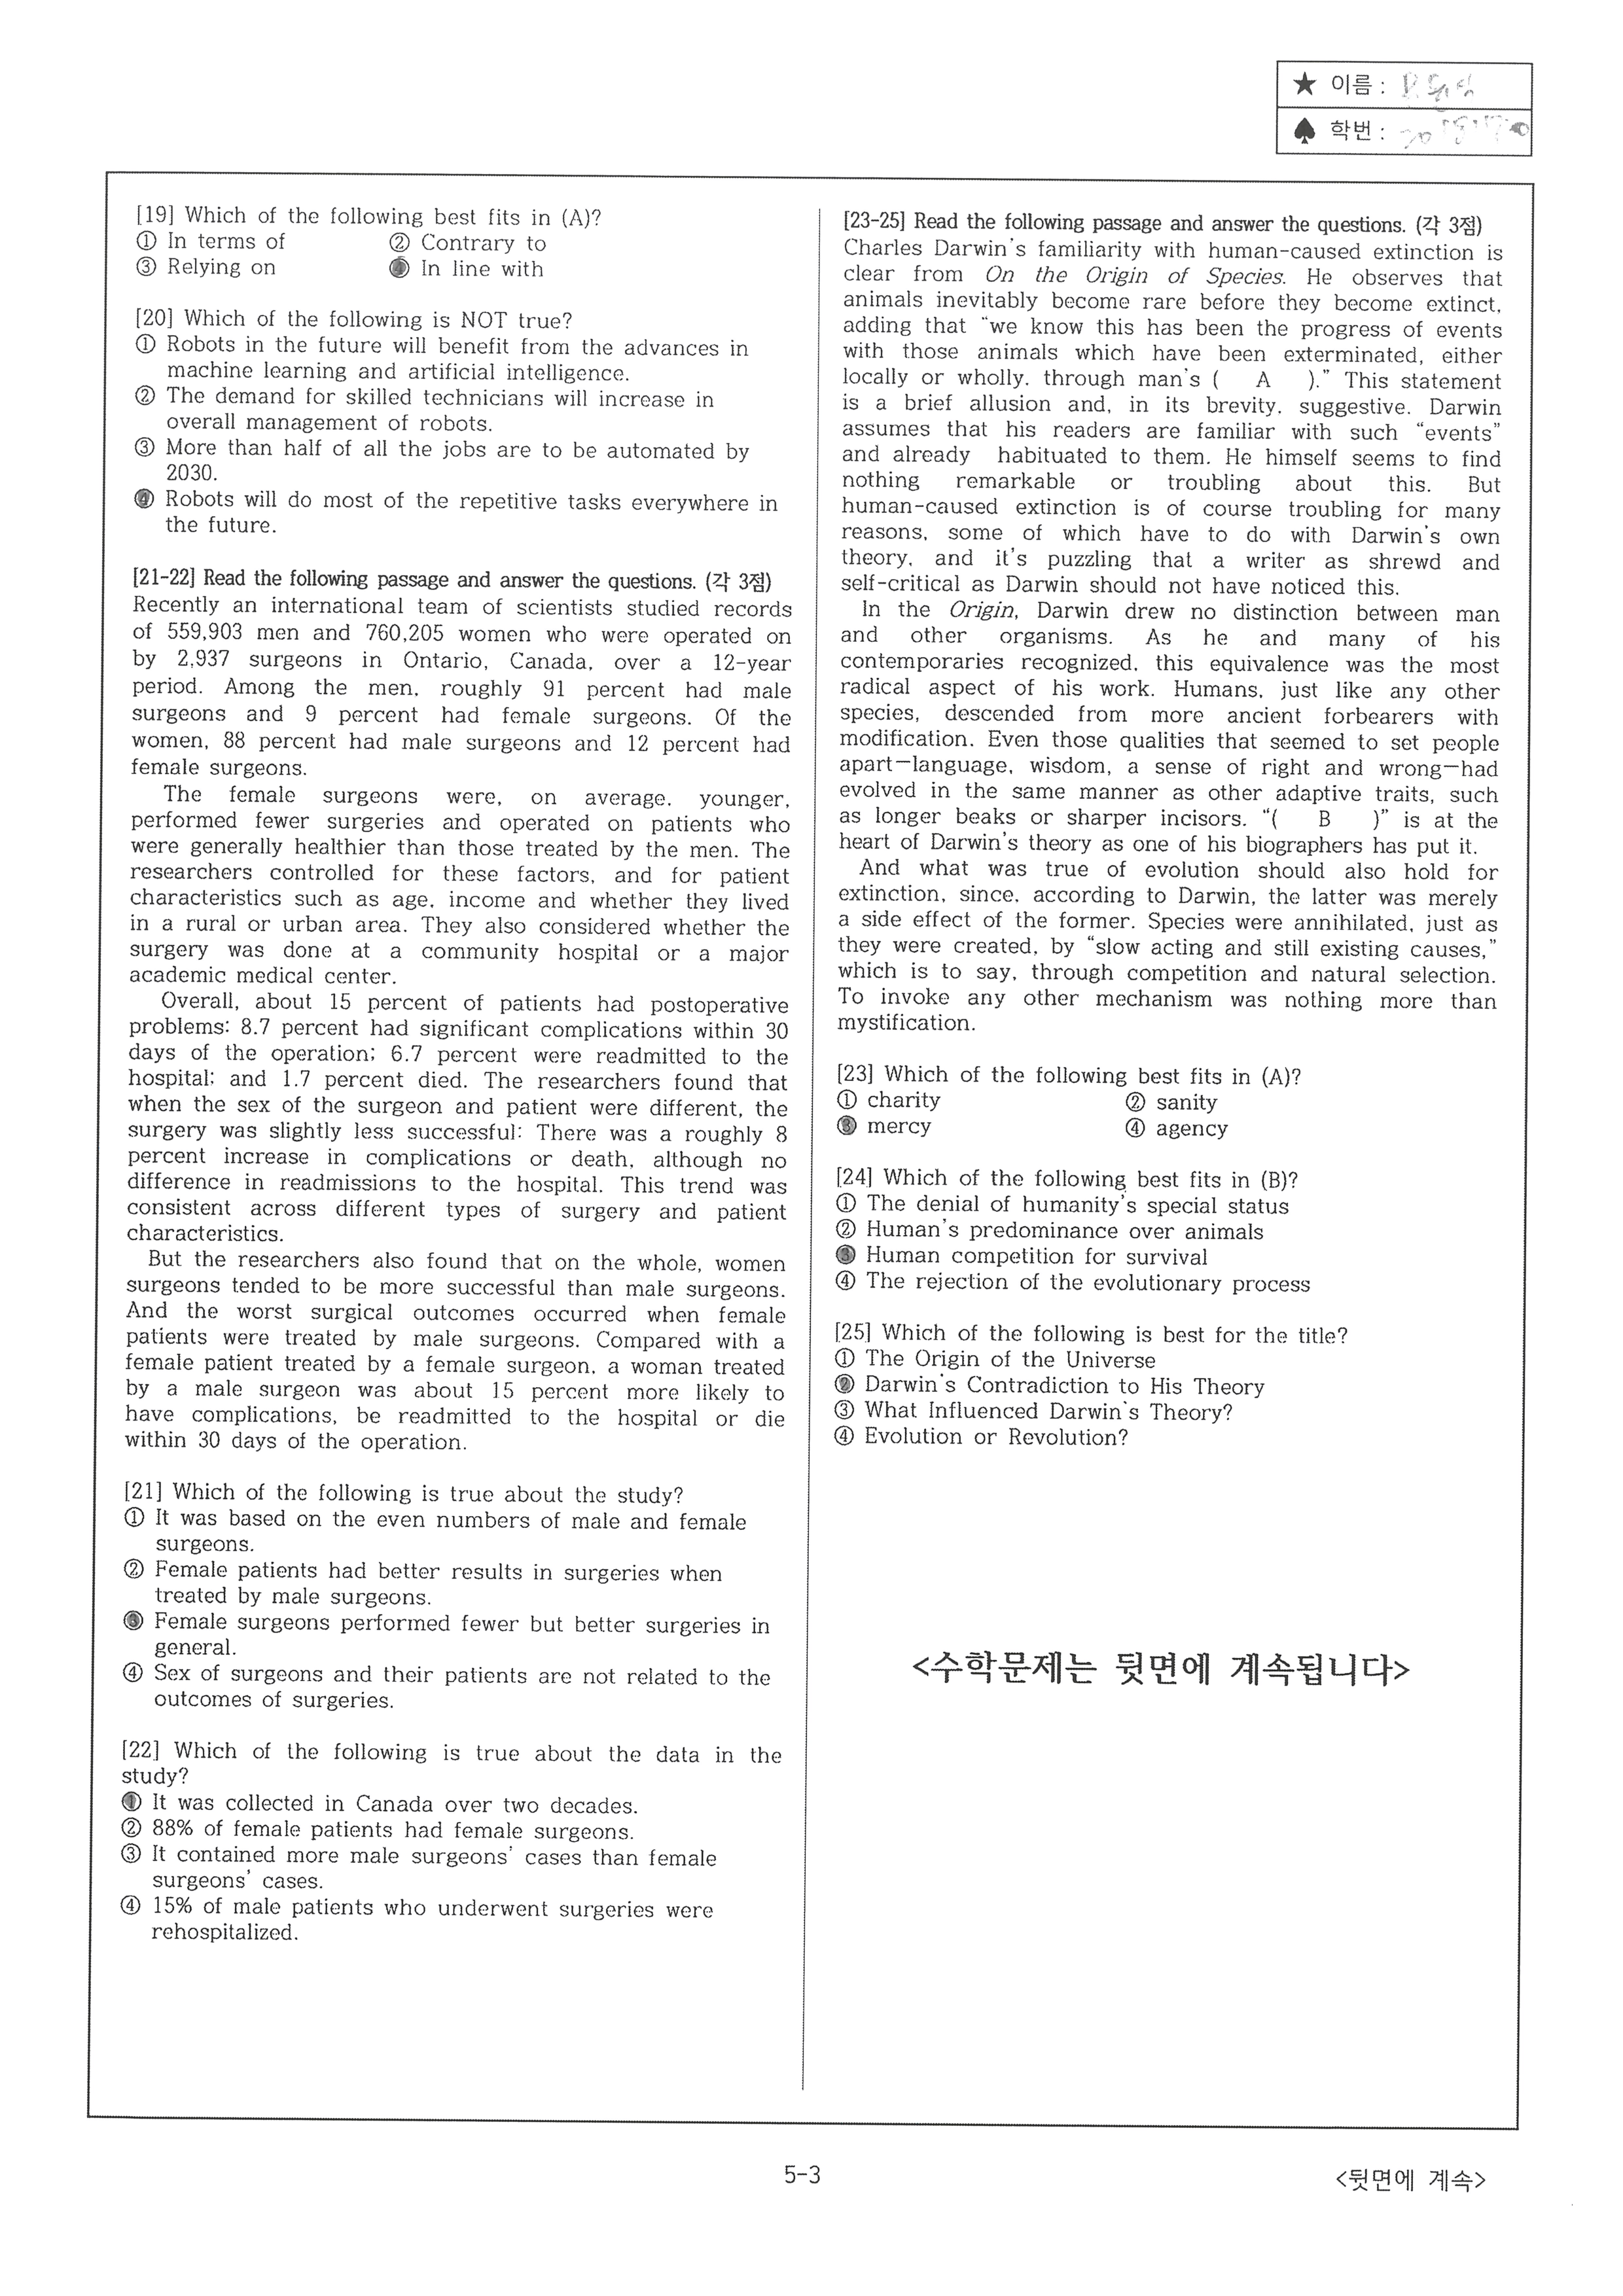 ★ 이름 :
♠ 학번 :
[19] Which of the following best fits in (A)?
① In terms of ② Contrary to
③ Relying on ④ In line with
[20] Which of the following is NOT true?
① Robots in the future will benefit from the advances in
machine learning and artificial intelligence.
② The demand for skilled technicians will increase in
overall management of robots.
③ More than half of all the jobs are to be automated by
2030.
④ Robots will do most of the repetitive tasks everywhere in
the future.
[21-22] Read the following passage and answer the questions. (각 3점)
Recently an international team of scientists studied records
of 559,903 men and 760,205 women who were operated on
by 2,937 surgeons in Ontario, Canada, over a 12-year
period. Among the men, roughly 91 percent had male
surgeons and 9 percent had female surgeons. Of the
women, 88 percent had male surgeons and 12 percent had
female surgeons.
The female surgeons were, on average, younger,
performed fewer surgeries and operated on patients who
were generally healthier than those treated by the men. The
researchers controlled for these factors, and for patient
characteristics such as age, income and whether they lived
in a rural or urban area. They also considered whether the
surgery was done at a community hospital or a major
academic medical center.
Overall, about 15 percent of patients had postoperative
problems: 8.7 percent had significant complications within 30
days of the operation; 6.7 percent were readmitted to the
hospital; and 1.7 percent died. The researchers found that
when the sex of the surgeon and patient were different, the
surgery was slightly less successful: There was a roughly 8
percent increase in complications or death, although no
difference in readmissions to the hospital. This trend was
consistent across different types of surgery and patient
characteristics.
But the researchers also found that on the whole, women
surgeons tended to be more successful than male surgeons.
And the worst surgical outcomes occurred when female
patients were treated by male surgeons. Compared with a
female patient treated by a female surgeon, a woman treated
by a male surgeon was about 15 percent more likely to
have complications, be readmitted to the hospital or die
within 30 days of the operation.
[21] Which of the following is true about the study?
① It was based on the even numbers of male and female
surgeons.
② Female patients had better results in surgeries when
treated by male surgeons.
③ Female surgeons performed fewer but better surgeries in
general.
④ Sex of surgeons and their patients are not related to the
outcomes of surgeries.
[22] Which of the following is true about the data in the
study?
① It was collected in Canada over two decades.
② 88% of female patients had female surgeons.
③ It contained more male surgeons' cases than female
surgeons' cases.
④ 15% of male patients who underwent surgeries were
rehospitalized.
[23-25] Read the following passage and answer the questions. (각 3점)
Charles Darwin's familiarity with human-caused extinction is
clear from On the Origin of Species. He observes that
animals inevitably become rare before they become extinct,
adding that "we know this has been the progress of events
with those animals which have been exterminated, either
locally or wholly, through man's ( A )." This statement
is a brief allusion and, in its brevity, suggestive. Darwin
assumes that his readers are familiar with such "events"
and already habituated to them. He himself seems to find
nothing remarkable or troubling about this. But
human-caused extinction is of course troubling for many
reasons, some of which have to do with Darwin's own
theory, and it's puzzling that a writer as shrewd and
self-critical as Darwin should not have noticed this.
In the Origin, Darwin drew no distinction between man
and other organisms. As he and many of his
contemporaries recognized, this equivalence was the most
radical aspect of his work. Humans, just like any other
species, descended from more ancient forbearers with
modification. Even those qualities that seemed to set people
apart—language, wisdom, a sense of right and wrong—had
evolved in the same manner as other adaptive traits, such
as longer beaks or sharper incisors. "( B )" is at the
heart of Darwin's theory as one of his biographers has put it.
And what was true of evolution should also hold for
extinction, since, according to Darwin, the latter was merely
a side effect of the former. Species were annihilated, just as
they were created, by "slow acting and still existing causes,"
which is to say, through competition and natural selection.
To invoke any other mechanism was nothing more than
mystification.
[23] Which of the following best fits in (A)?
① charity ② sanity
③ mercy ④ agency
[24] Which of the following best fits in (B)?
① The denial of humanity's special status
② Human's predominance over animals
③ Human competition for survival
④ The rejection of the evolutionary process
[25] Which of the following is best for the title?
① The Origin of the Universe
② Darwin's Contradiction to His Theory
③ What Influenced Darwin's Theory?
④ Evolution or Revolution?
<수학문제는 뒷면에 계속됩니다>
5-3
<뒷면에 계속>